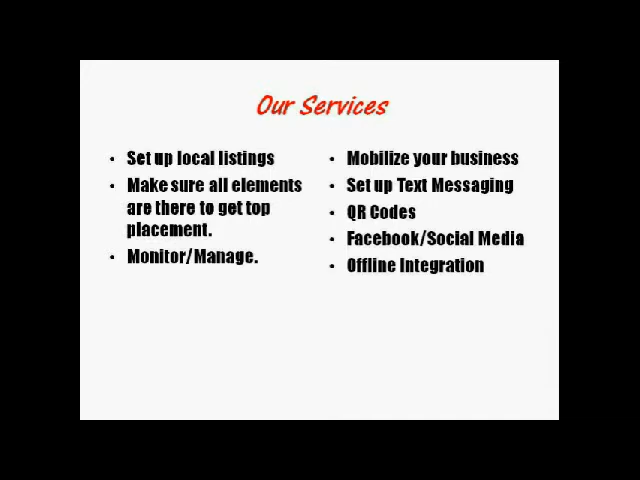 Our Services
• Set up local listings
• Make sure all elements
are there to get top
placement.
• Monitor/Manage.
• Mobilize your business
• Set up Text Messaging
• QR Codes
• Facebook/Social Media
• Offline Integration